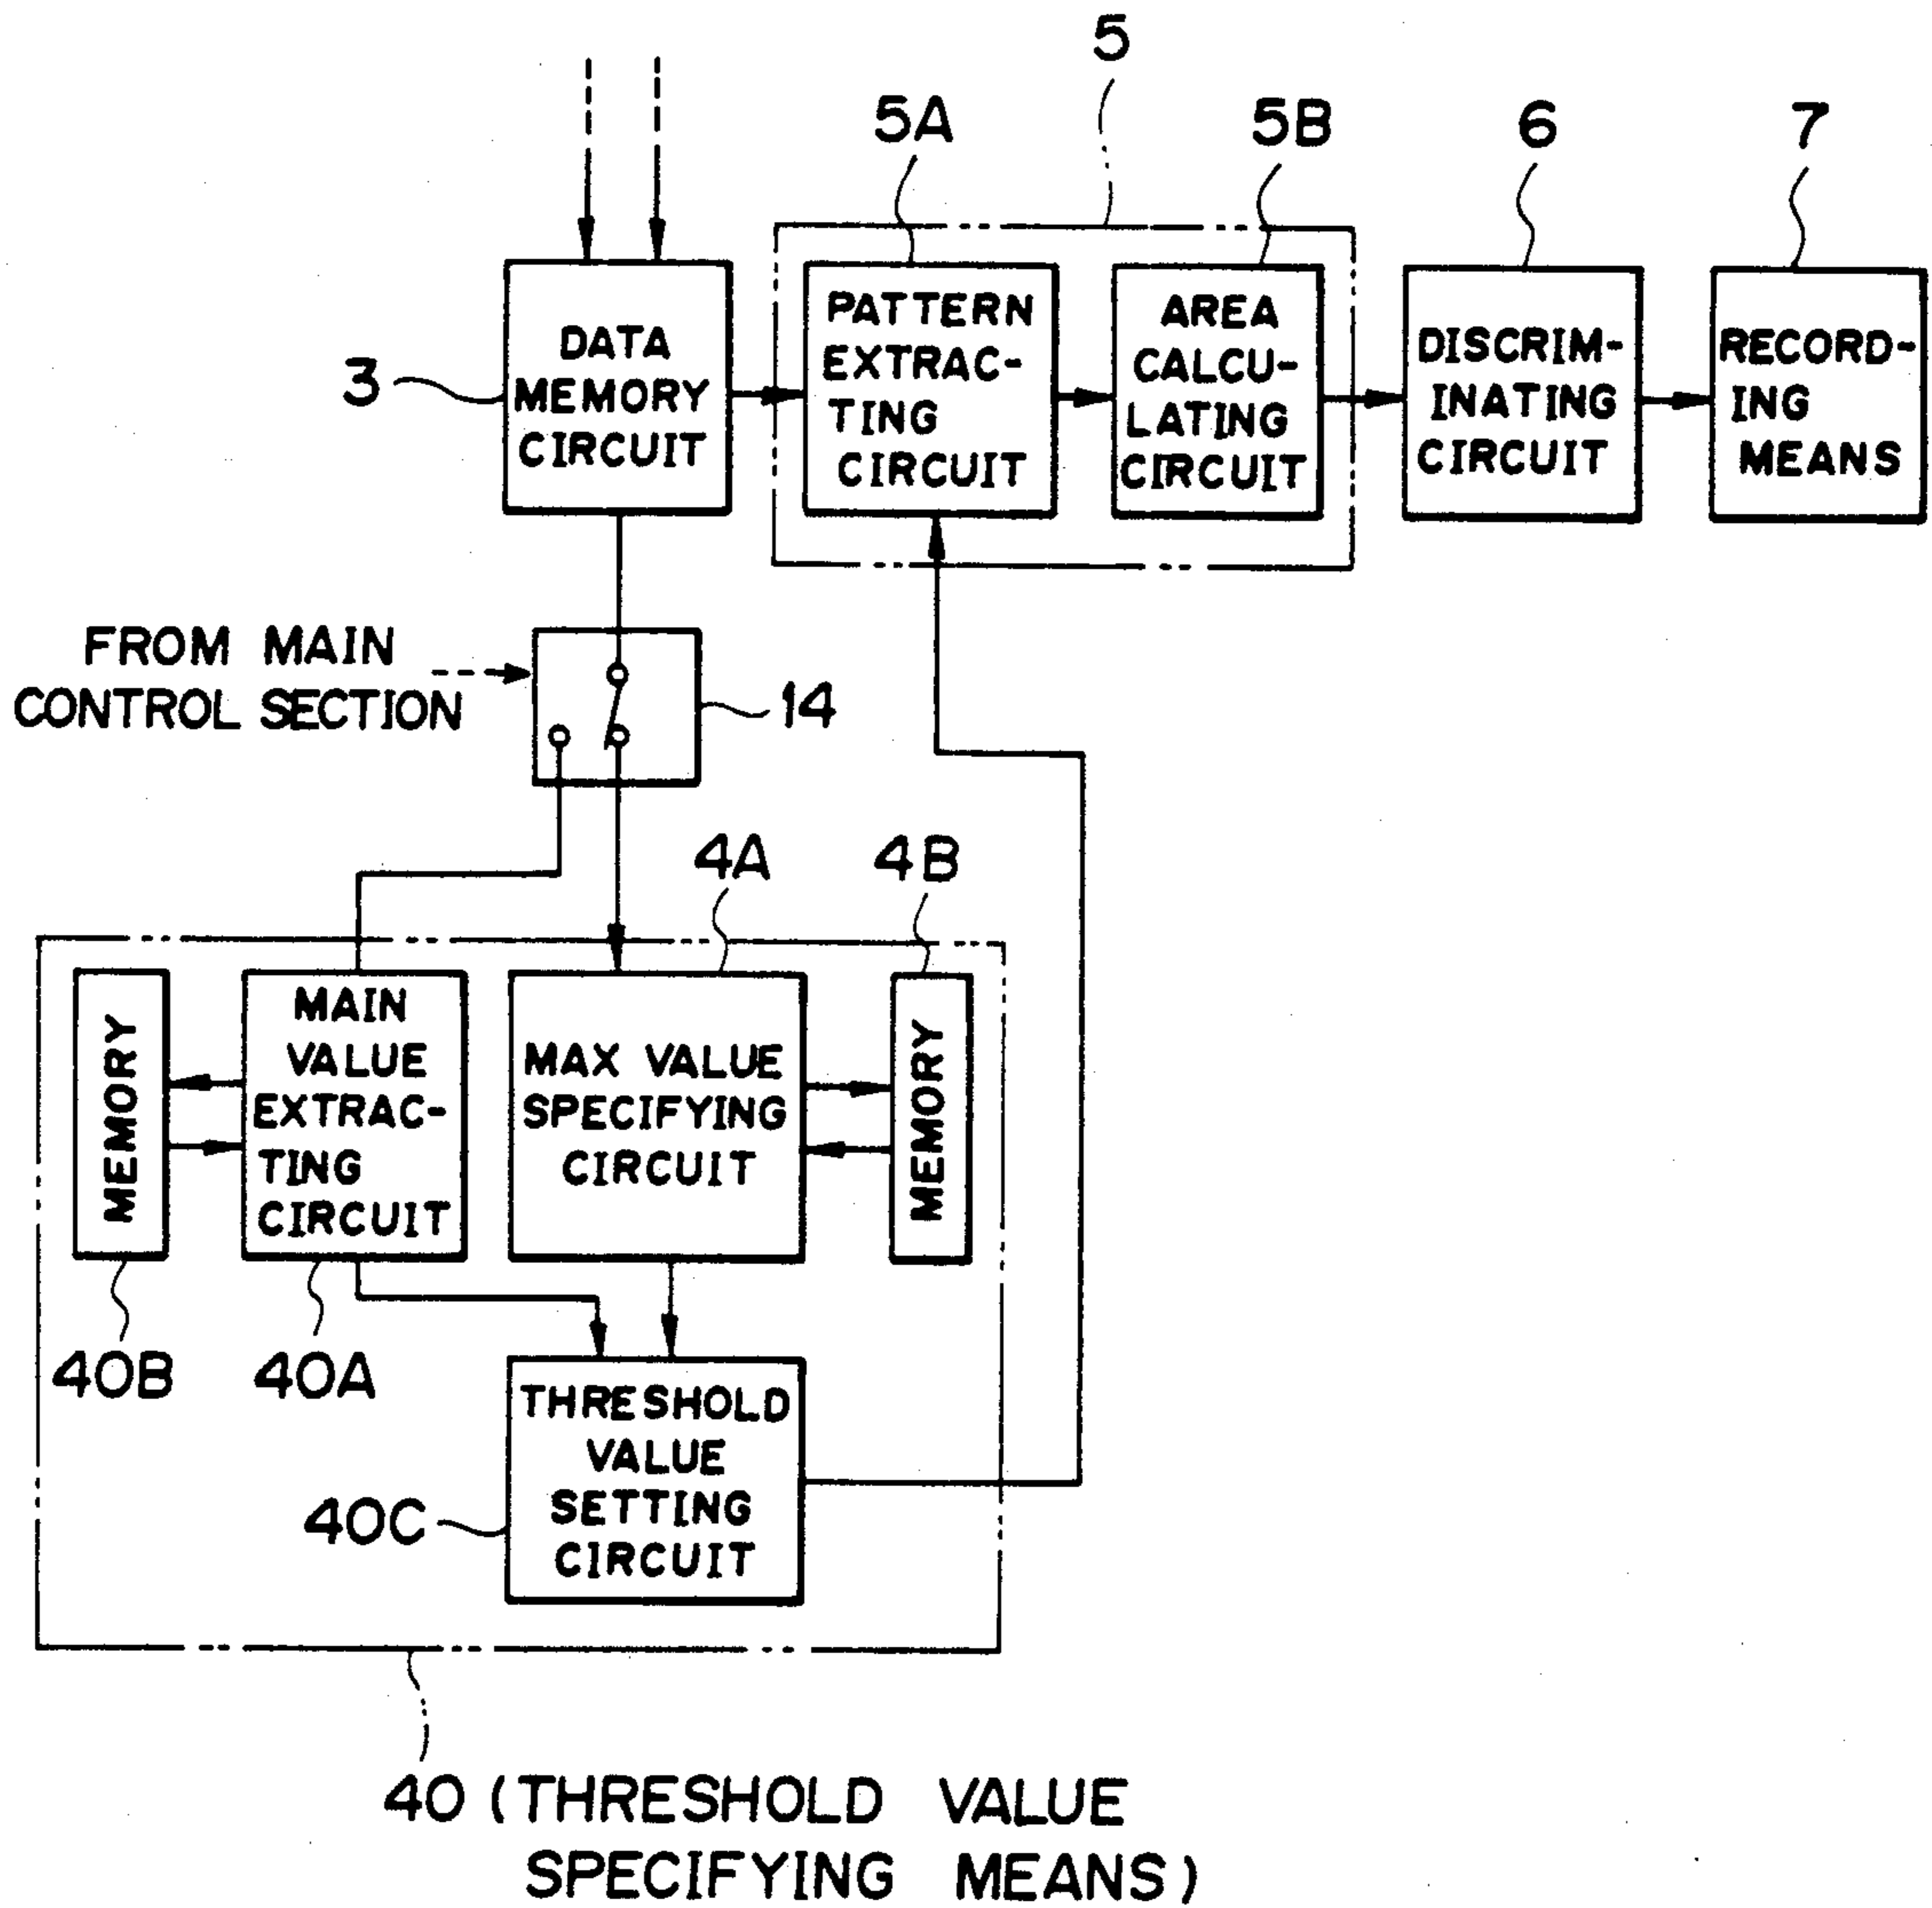 5
5A
5B
6
7
3
DATA
MEMORY
CIRCUIT
PATTERN
EXTRAC-
TING
CIRCUIT
AREA
CALCU-
LATING
CIRCUIT
DISCRIM-
INATING
CIRCUIT
RECORD-
ING
MEANS
FROM MAIN
CONTROL SECTION
14
4A
4B
MEMORY
MAIN
VALUE
EXTRAC-
TING
CIRCUIT
MAX VALUE
SPECIFYING
CIRCUIT
MEMORY
40B
40A
40C
THRESHOLD
VALUE
SETTING
CIRCUIT
40 (THRESHOLD VALUE
SPECIFYING MEANS)